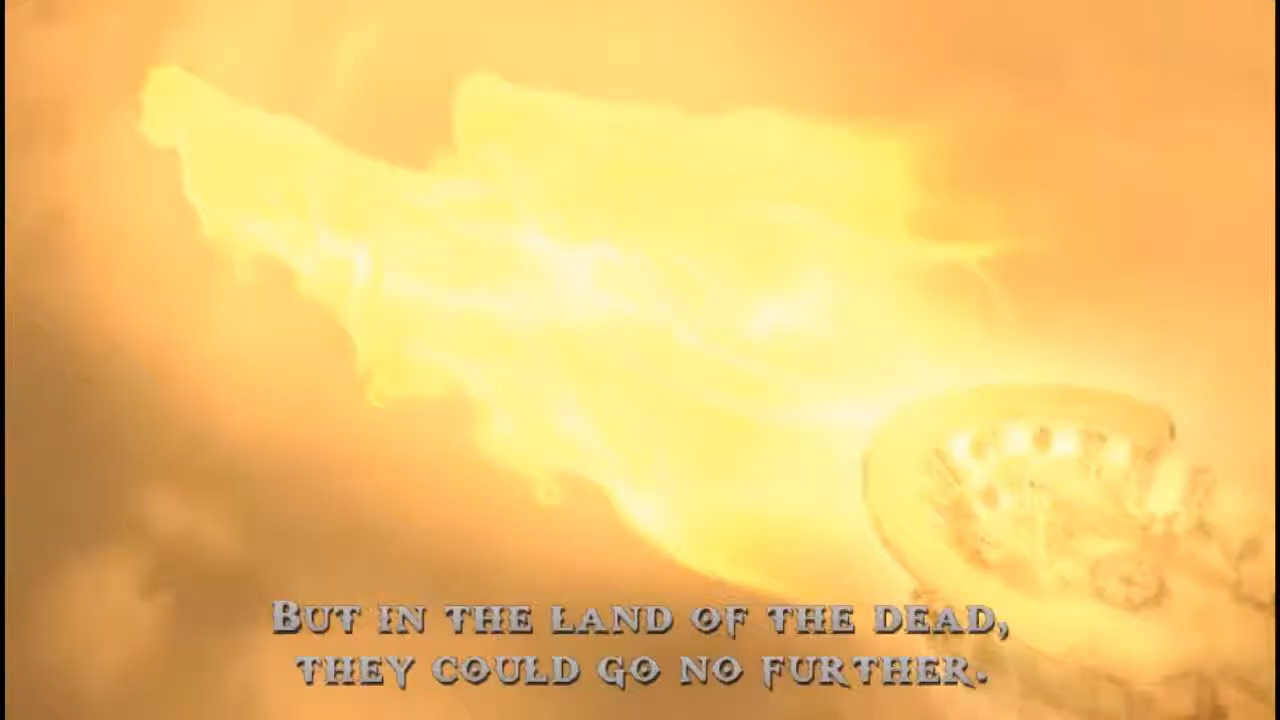 But in the land of the dead,
they could go no further.